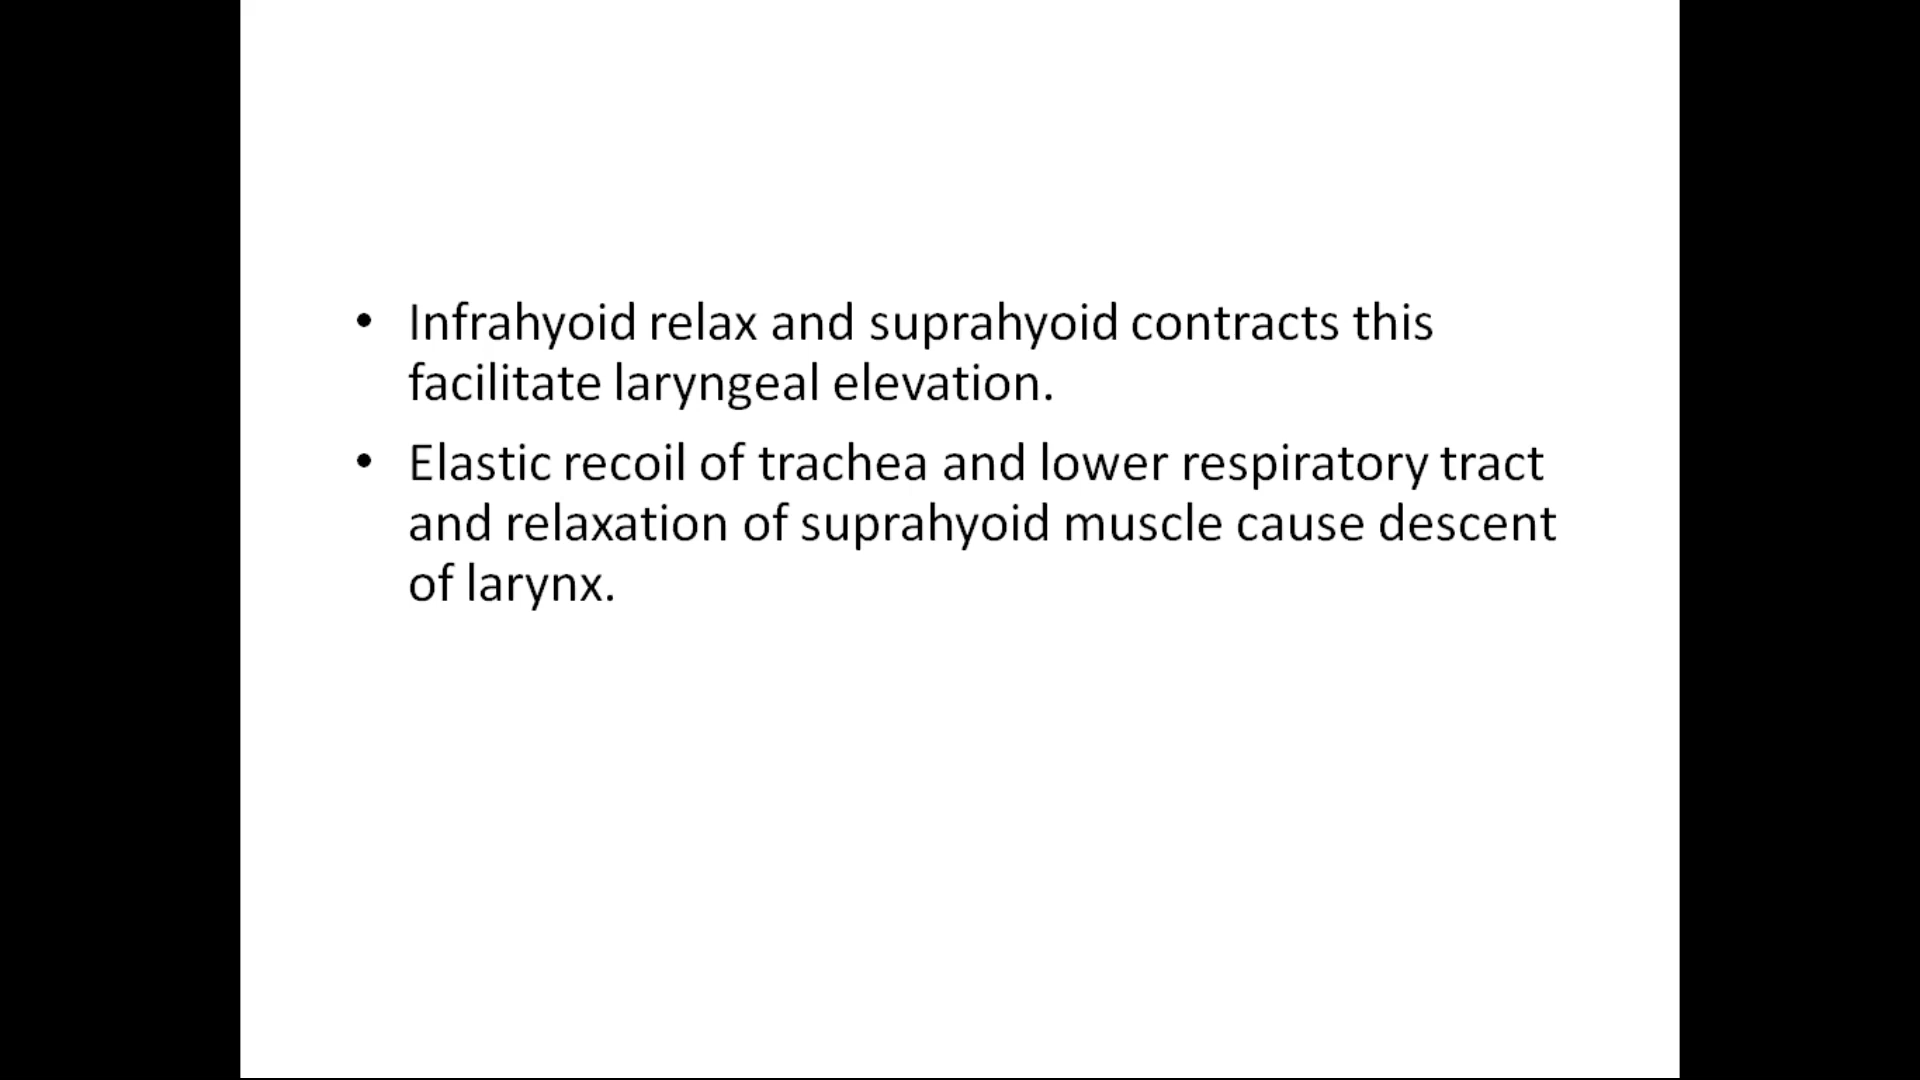 • Infrahyoid relax and suprahyoid contracts this
facilitate laryngeal elevation.
• Elastic recoil of trachea and lower respiratory tract
and relaxation of suprahyoid muscle cause descent
of larynx.